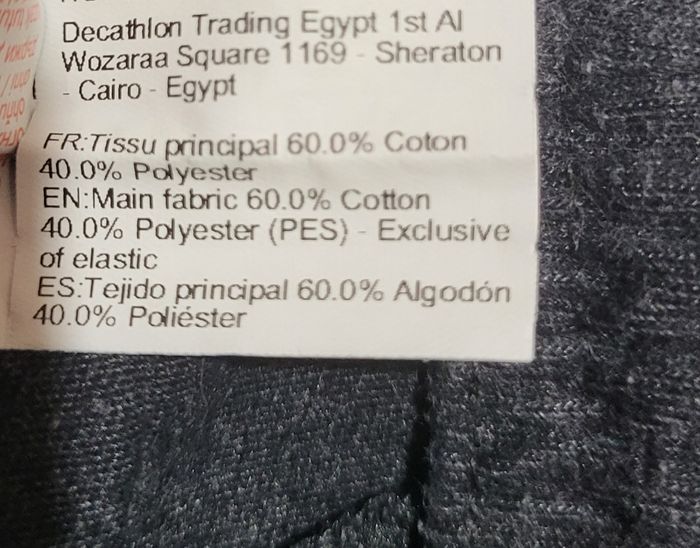 Decathlon Trading Egypt 1st Al
Wozaraa Square 1169 - Sheraton
- Cairo - Egypt
FR:Tissu principal 60.0% Coton
40.0% Polyester
EN:Main fabric 60.0% Cotton
40.0% Polyester (PES) - Exclusive
of elastic
ES:Tejido principal 60.0% Algodón
40.0% Poliéster